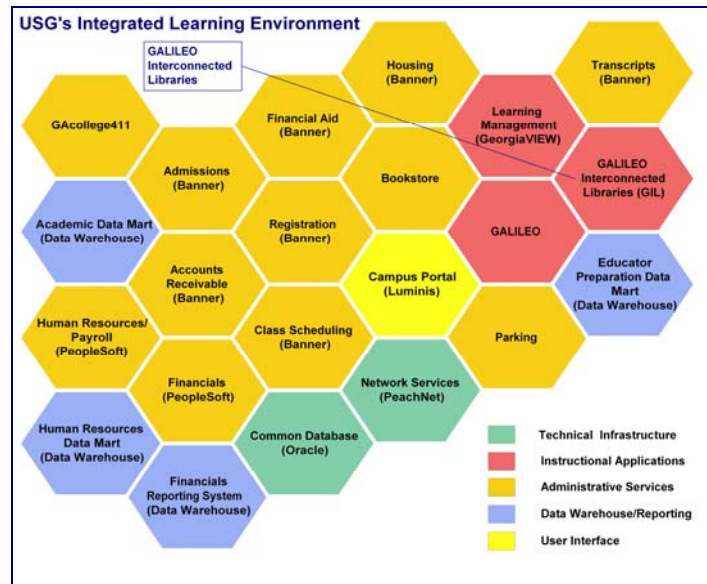 USG's Integrated Learning Environment
GALILEO
Interconnected
Libraries
Housing
(Banner)
Transcripts
(Banner)
GAcollege411
Financial Aid
(Banner)
Learning
Management
(GeorgiaVIEW)
Admissions
(Banner)
Bookstore
GALILEO
Interconnected
Libraries (GIL)
Academic Data Mart
(Data Warehouse)
Registration
(Banner)
GALILEO
Accounts
Receivable
(Banner)
Campus Portal
(Luminis)
Educator
Preparation Data
Mart
(Data Warehouse)
Human Resources/
Payroll
(PeopleSoft)
Class Scheduling
(Banner)
Parking
Financials
(PeopleSoft)
Network Services
(PeachNet)
Human Resources
Data Mart
(Data Warehouse)
Common Database
(Oracle)
Financials
Reporting System
(Data Warehouse)
Technical Infrastructure
Instructional Applications
Administrative Services
Data Warehouse/Reporting
User Interface